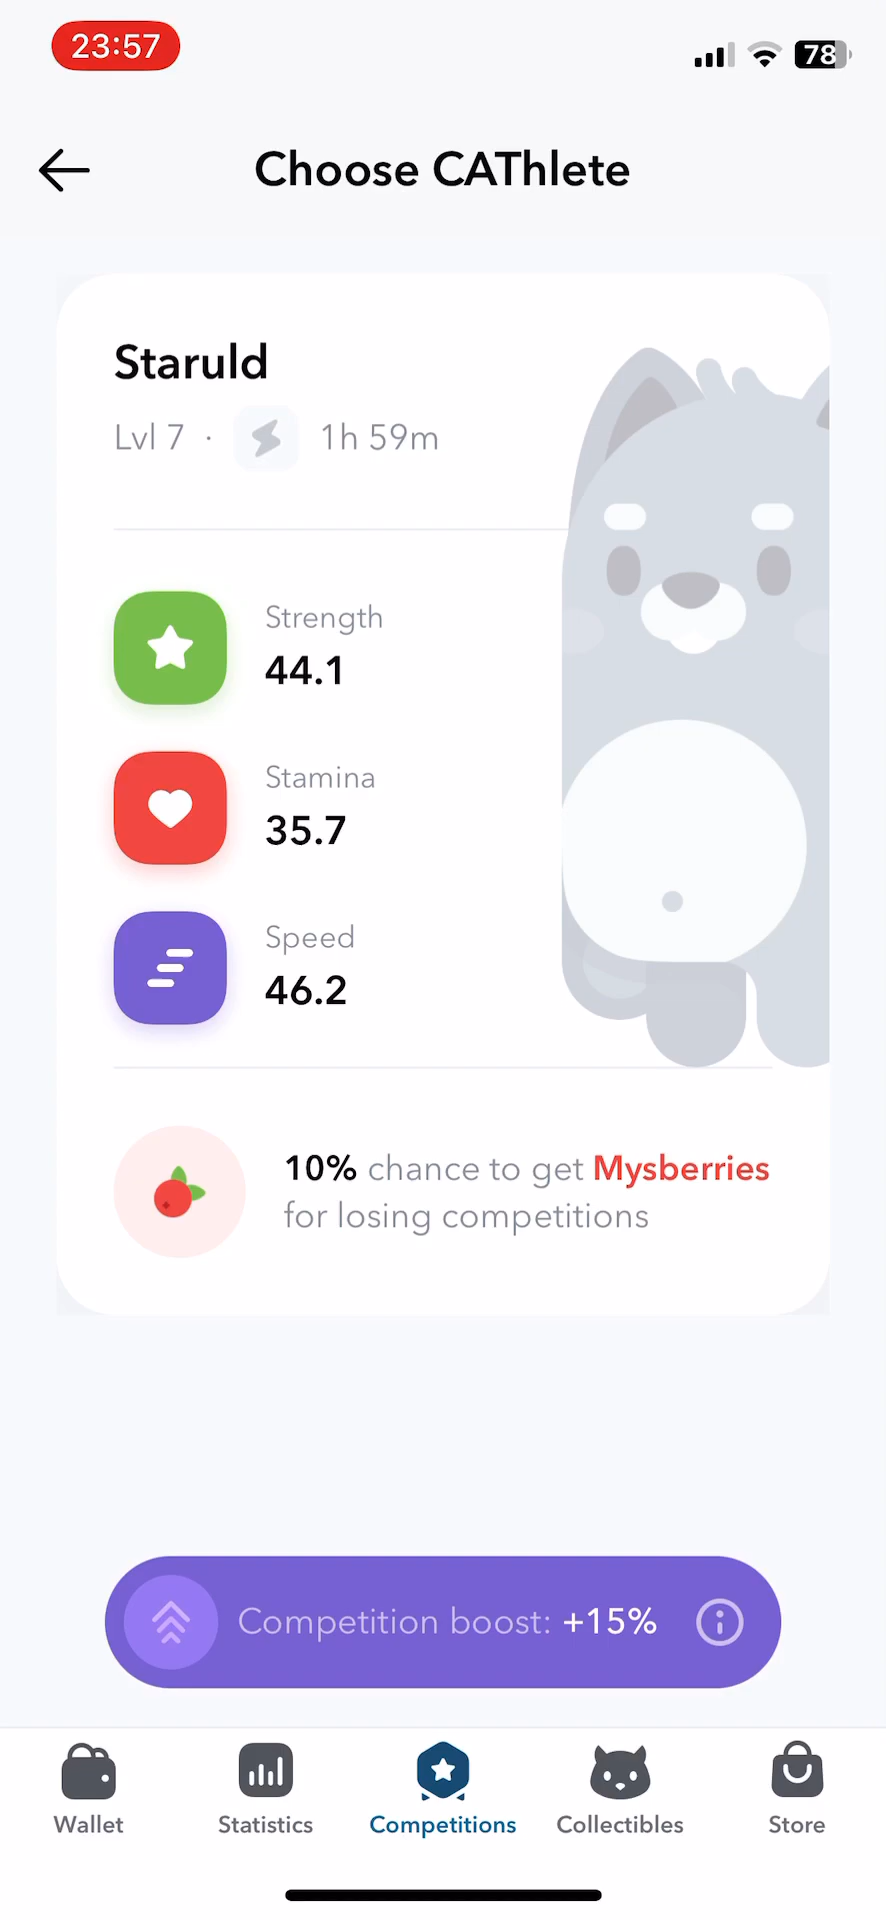 23:57
78
Choose CAThlete
Staruld
Lvl 7 · 1h 59m
Strength
44.1
Stamina
35.7
Speed
46.2
10% chance to get Mysberries
for losing competitions
Competition boost: +15%
Wallet
Statistics
Competitions
Collectibles
Store